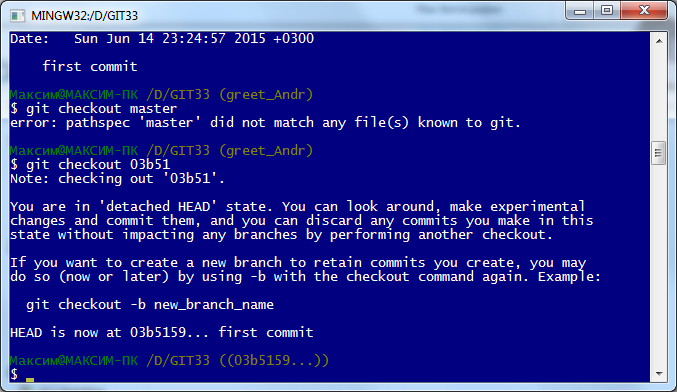 MINGW32:/D/GIT33
Date:   Sun Jun 14 23:24:57 2015 +0300
    first commit
Максим@МАКСИМ-ПК /D/GIT33 (greet_Andr)
$ git checkout master
error: pathspec 'master' did not match any file(s) known to git.
Максим@МАКСИМ-ПК /D/GIT33 (greet_Andr)
$ git checkout 03b51
Note: checking out '03b51'.
You are in 'detached HEAD' state. You can look around, make experimental
changes and commit them, and you can discard any commits you make in this
state without impacting any branches by performing another checkout.
If you want to create a new branch to retain commits you create, you may
do so (now or later) by using -b with the checkout command again. Example:
  git checkout -b new_branch_name
HEAD is now at 03b5159... first commit
Максим@МАКСИМ-ПК /D/GIT33 ((03b5159...))
$